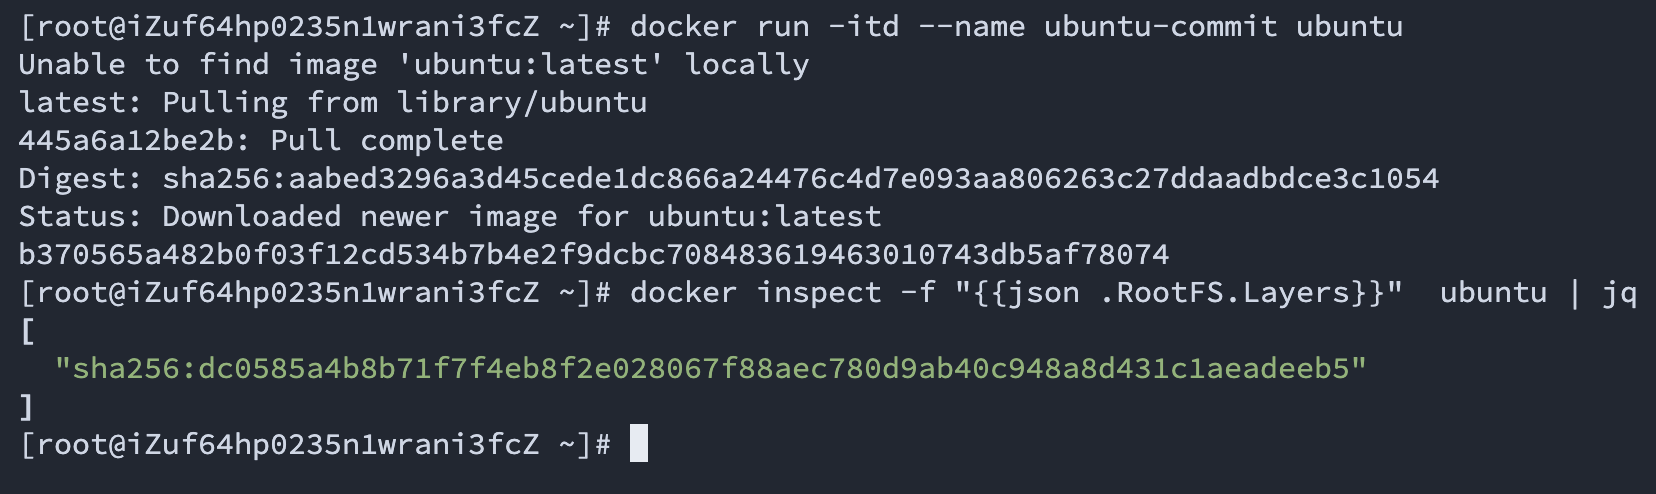 [root@iZuf64hp0235n1wrani3fcZ ~]# docker run -itd --name ubuntu-commit ubuntu
Unable to find image 'ubuntu:latest' locally
latest: Pulling from library/ubuntu
445a6a12be2b: Pull complete
Digest: sha256:aabed3296a3d45cede1dc866a24476c4d7e093aa806263c27ddaadbdce3c1054
Status: Downloaded newer image for ubuntu:latest
b370565a482b0f03f12cd534b7b4e2f9dcbc708483619463010743db5af78074
[root@iZuf64hp0235n1wrani3fcZ ~]# docker inspect -f "{{json .RootFS.Layers}}"  ubuntu | jq
[
  "sha256:dc0585a4b8b71f7f4eb8f2e028067f88aec780d9ab40c948a8d431c1aeadeeb5"
]
[root@iZuf64hp0235n1wrani3fcZ ~]#